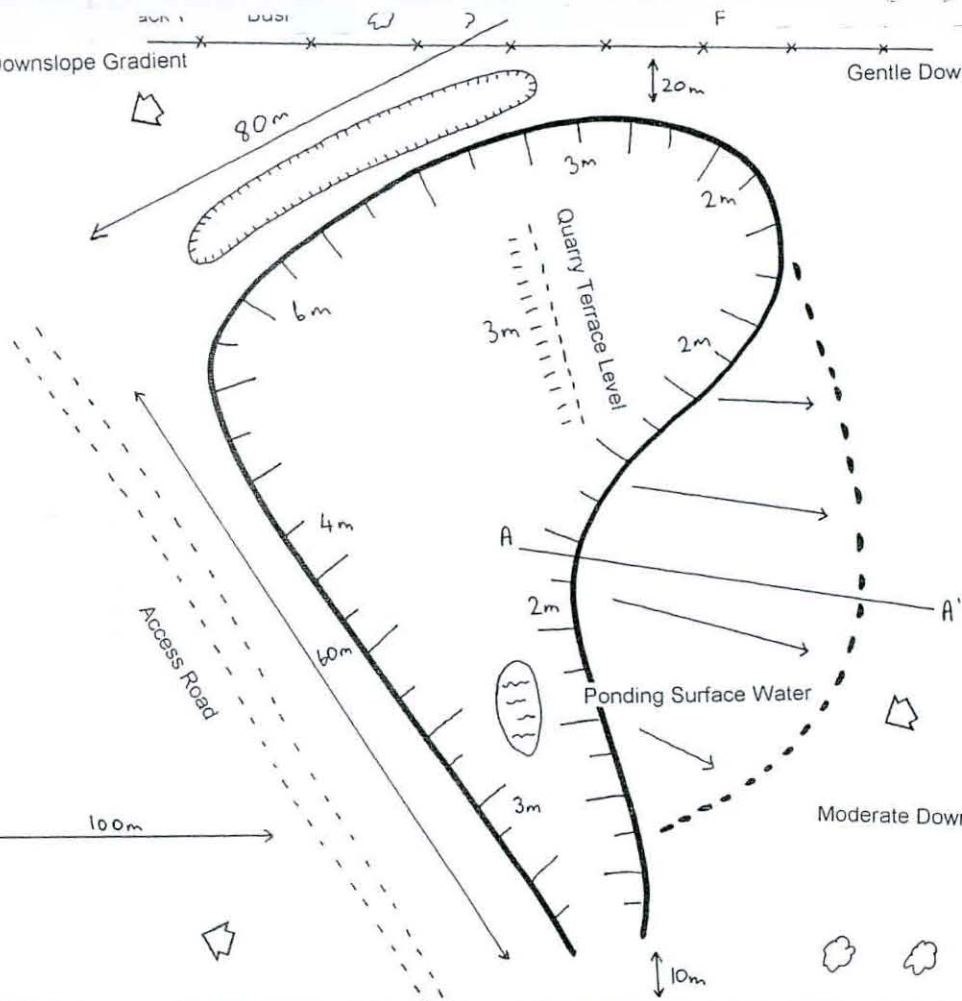 F
Gentle Dow
ownslope Gradient
20m
80m
3m
2m
Quarry Terrace Level
6m
3m
2m
4m
A
A'
2m
Access Road
60m
Ponding Surface Water
3m
100m
Moderate Dow
10m